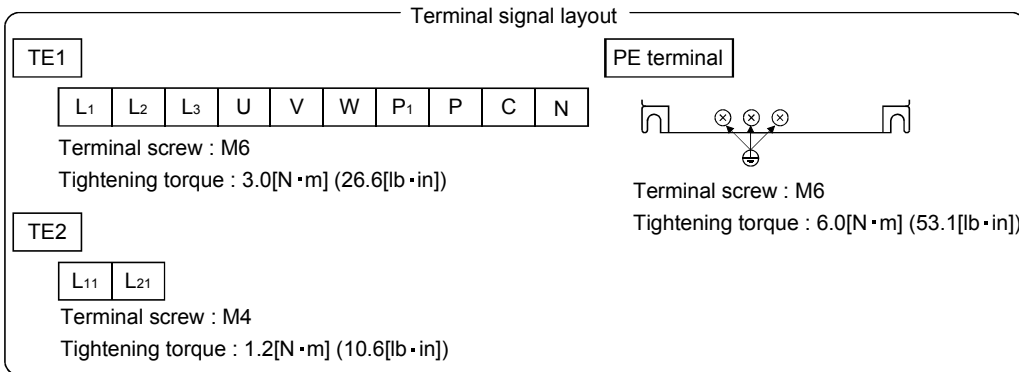 Terminal signal layout
TE1
L1 L2 L3 U V W P1 P C N
Terminal screw : M6
Tightening torque : 3.0[N·m] (26.6[lb·in])
TE2
L11 L21
Terminal screw : M4
Tightening torque : 1.2[N·m] (10.6[lb·in])
PE terminal
Terminal screw : M6
Tightening torque : 6.0[N·m] (53.1[lb·in])